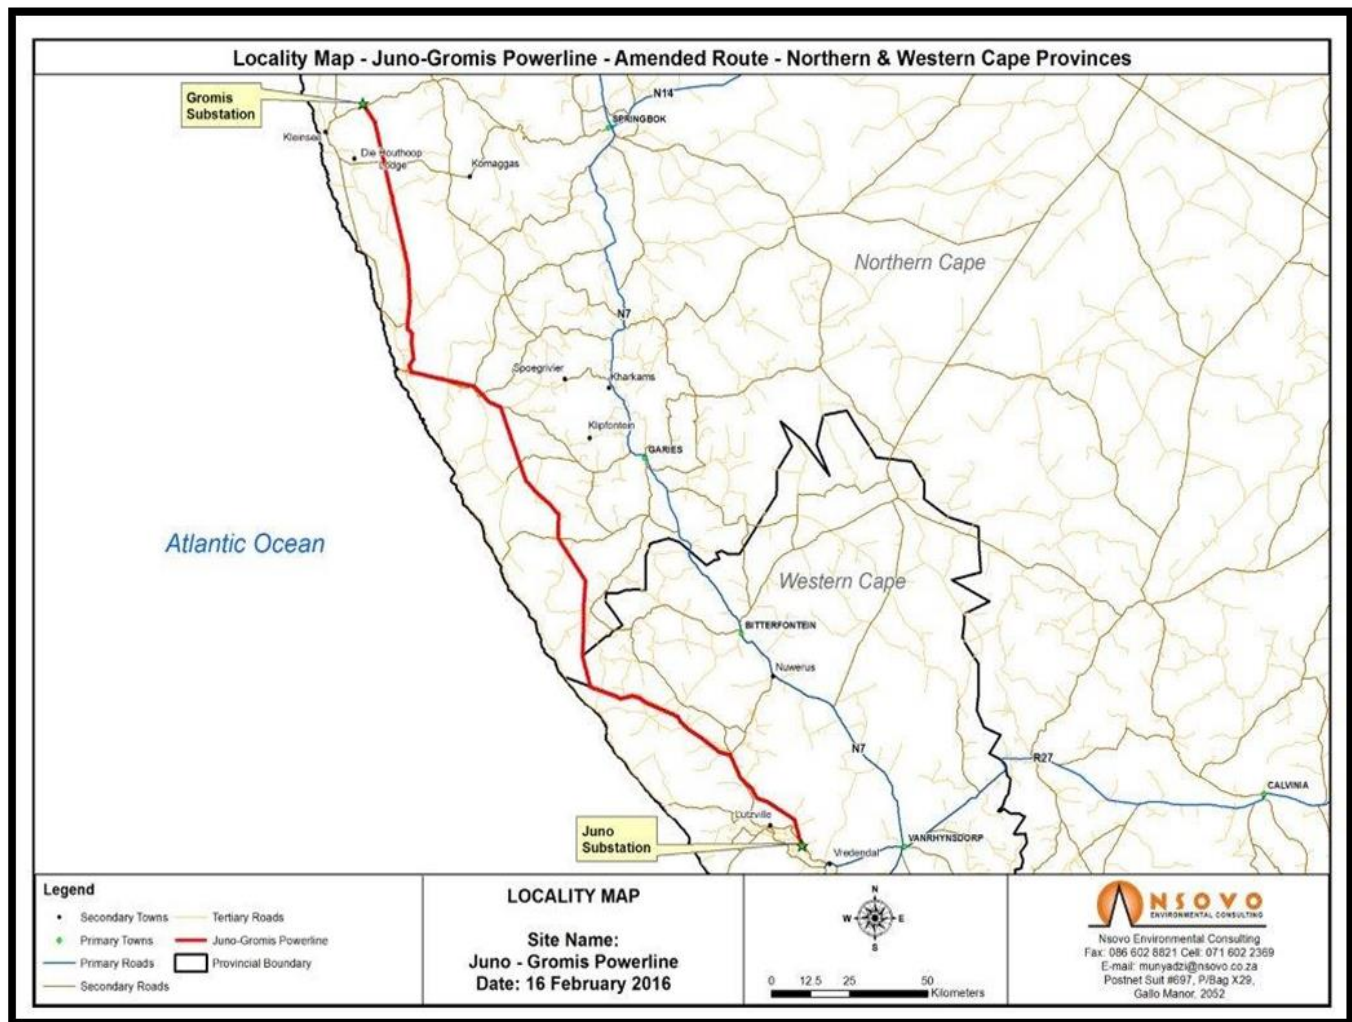 Locality Map - Juno-Gromis Powerline - Amended Route - Northern & Western Cape Provinces
Gromis
Substation
N14
SPRINGBOK
Kleinsee
Die Houthoop
Lodge
Komaggas
Northern Cape
N7
Spoegrivier
Kharkams
Klipfontein
GARIES
Atlantic Ocean
Western Cape
BITTERFONTEIN
Nuwerus
N7
R27
CALVINIA
Lutzville
Juno
Substation
VANRHYNSDORP
Vredendal
Legend
Secondary Towns
Tertiary Roads
Primary Towns
Juno-Gromis Powerline
Primary Roads
Provincial Boundary
Secondary Roads
LOCALITY MAP
Site Name:
Juno - Gromis Powerline
Date: 16 February 2016
N
W
E
S
0 12.5 25 50
Kilometers
NSOVO
ENVIRONMENTAL CONSULTING
Nsovo Environmental Consulting
Fax: 086 602 8821 Cell: 071 602 2369
E-mail: munyadzi@nsovo.co.za
Postnet Suit #697, P/Bag X29,
Gallo Manor, 2052